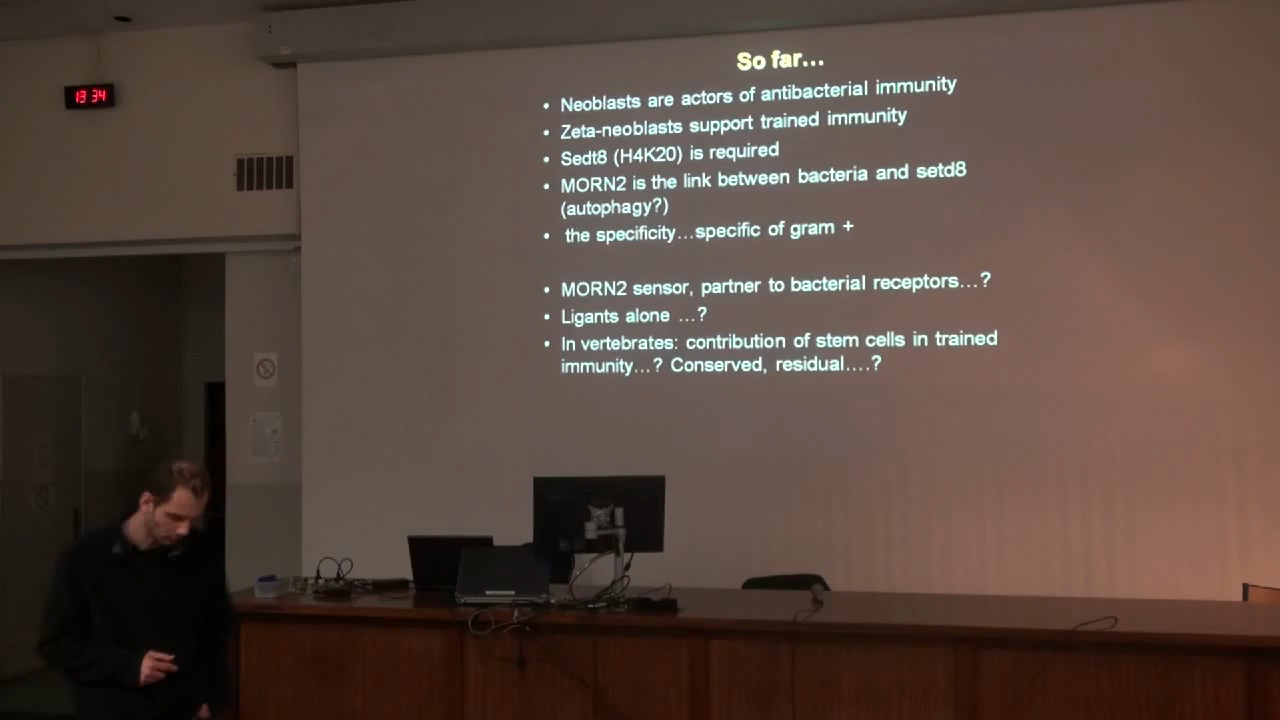 13 34
So far...
• Neoblasts are actors of antibacterial immunity
• Zeta-neoblasts support trained immunity
• Sedt8 (H4K20) is required
• MORN2 is the link between bacteria and setd8
(autophagy?)
• the specificity...specific of gram +
• MORN2 sensor, partner to bacterial receptors...?
• Ligants alone ...?
• In vertebrates: contribution of stem cells in trained
immunity...? Conserved, residual....?